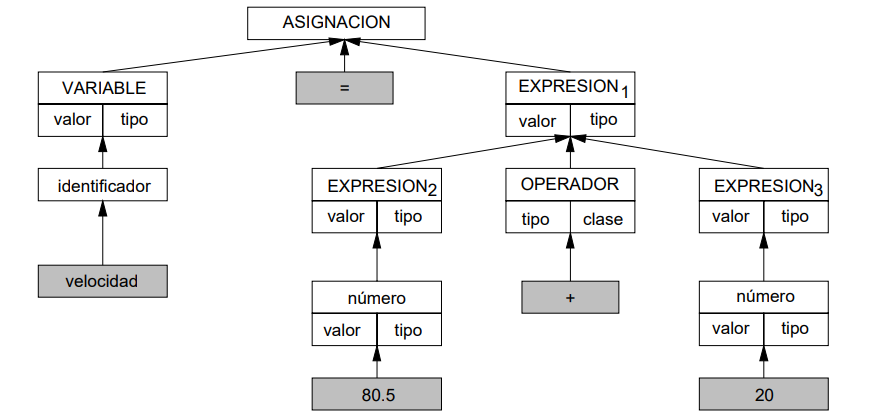 ASIGNACION
VARIABLE
valor tipo
=
EXPRESION1
valor tipo
identificador
EXPRESION2
valor tipo
OPERADOR
tipo clase
EXPRESION3
valor tipo
velocidad
número
valor tipo
+
número
valor tipo
80.5
20